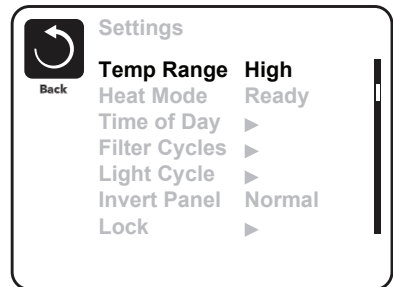 Settings
Back
Temp Range High
Heat Mode Ready
Time of Day ▶
Filter Cycles ▶
Light Cycle ▶
Invert Panel Normal
Lock ▶